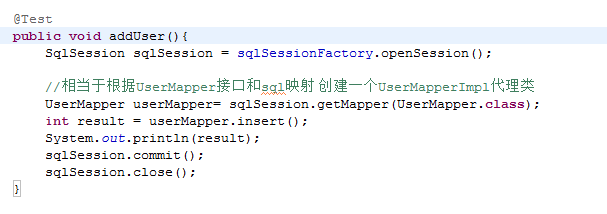 @Test
public void addUser(){
    SqlSession sqlSession = sqlSessionFactory.openSession();

    //相当于根据UserMapper接口和sql映射 创建一个UserMapperImpl代理类
    UserMapper userMapper= sqlSession.getMapper(UserMapper.class);
    int result = userMapper.insert();
    System.out.println(result);
    sqlSession.commit();
    sqlSession.close();
}